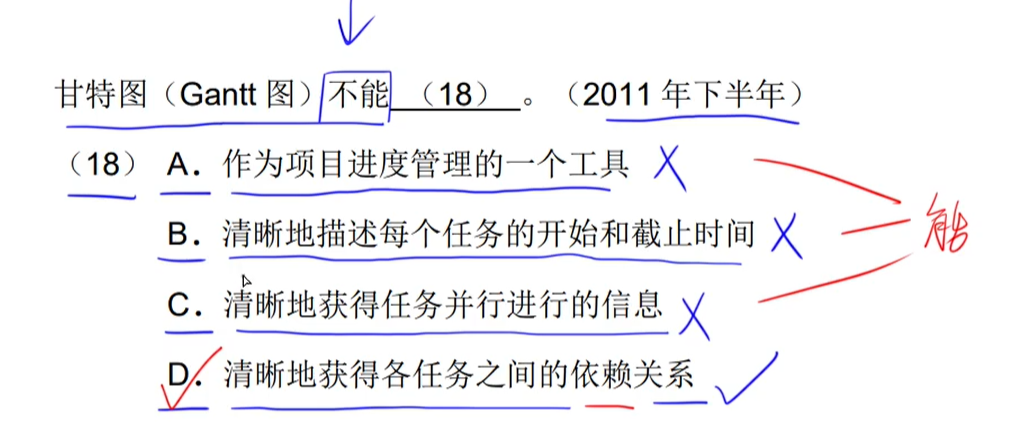 甘特图（Gantt 图）不能（18）。（2011 年下半年）
（18） A．作为项目进度管理的一个工具
B．清晰地描述每个任务的开始和截止时间
C．清晰地获得任务并行进行的信息
能
D．清晰地获得各任务之间的依赖关系